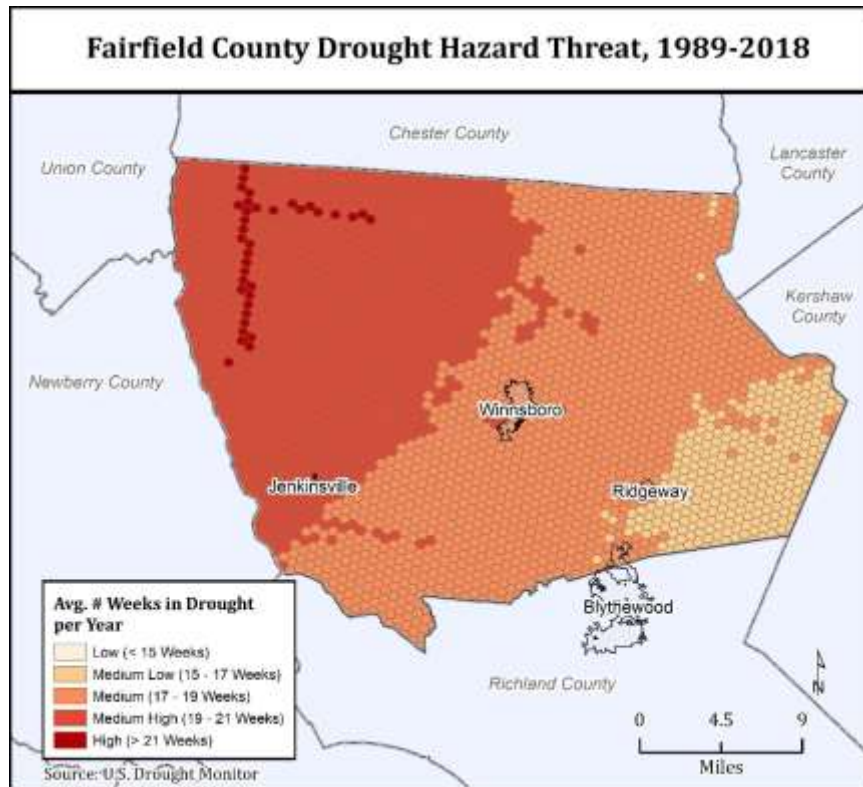 Fairfield County Drought Hazard Threat, 1989-2018
Chester County
Union County
Lancaster
County
Kershaw
County
Newberry County
Winnsboro
Jenkinsville
Ridgeway
Blythewood
Avg. # Weeks in Drought
per Year
Low (< 15 Weeks)
Medium Low (15 - 17 Weeks)
Medium (17 - 19 Weeks)
Medium High (19 - 21 Weeks)
High (> 21 Weeks)
Richland County
N
0 4.5 9
Miles
Source: U.S. Drought Monitor